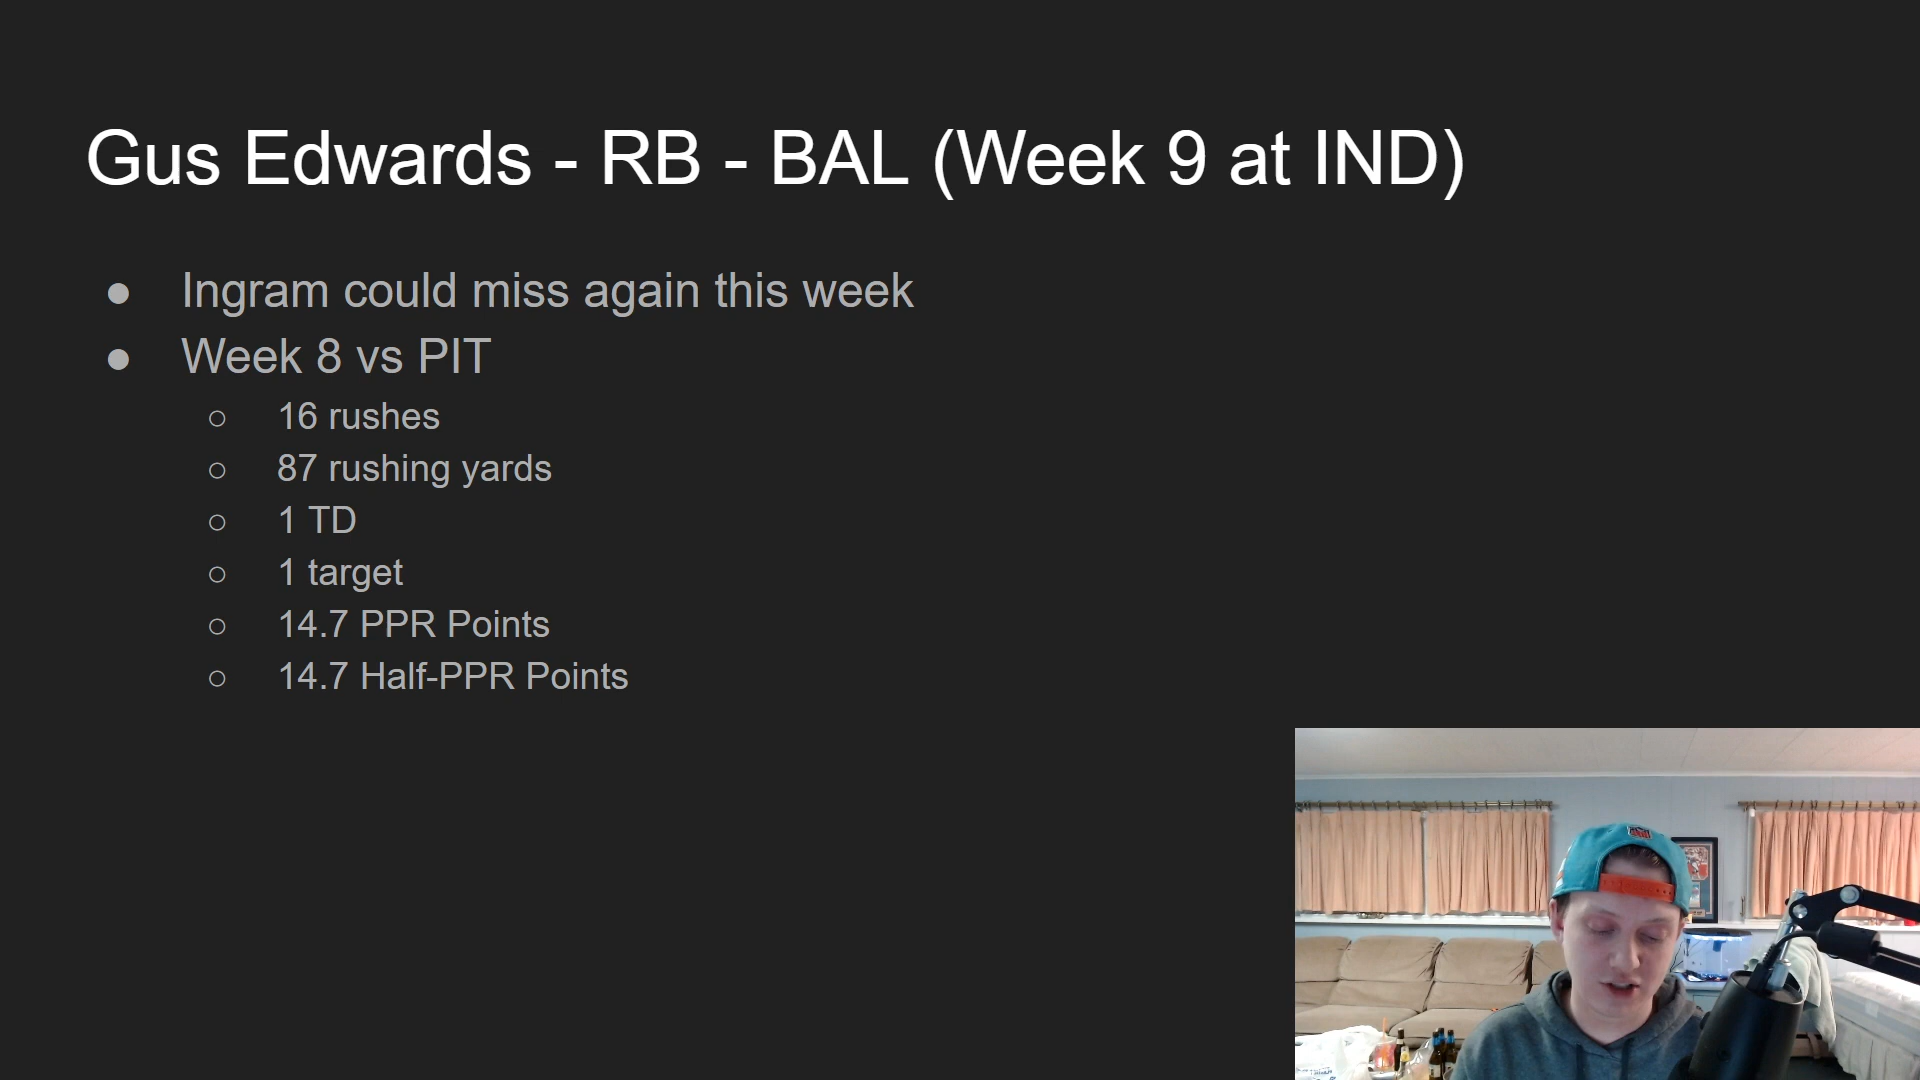 Gus Edwards - RB - BAL (Week 9 at IND)
● Ingram could miss again this week
● Week 8 vs PIT
○ 16 rushes
○ 87 rushing yards
○ 1 TD
○ 1 target
○ 14.7 PPR Points
○ 14.7 Half-PPR Points